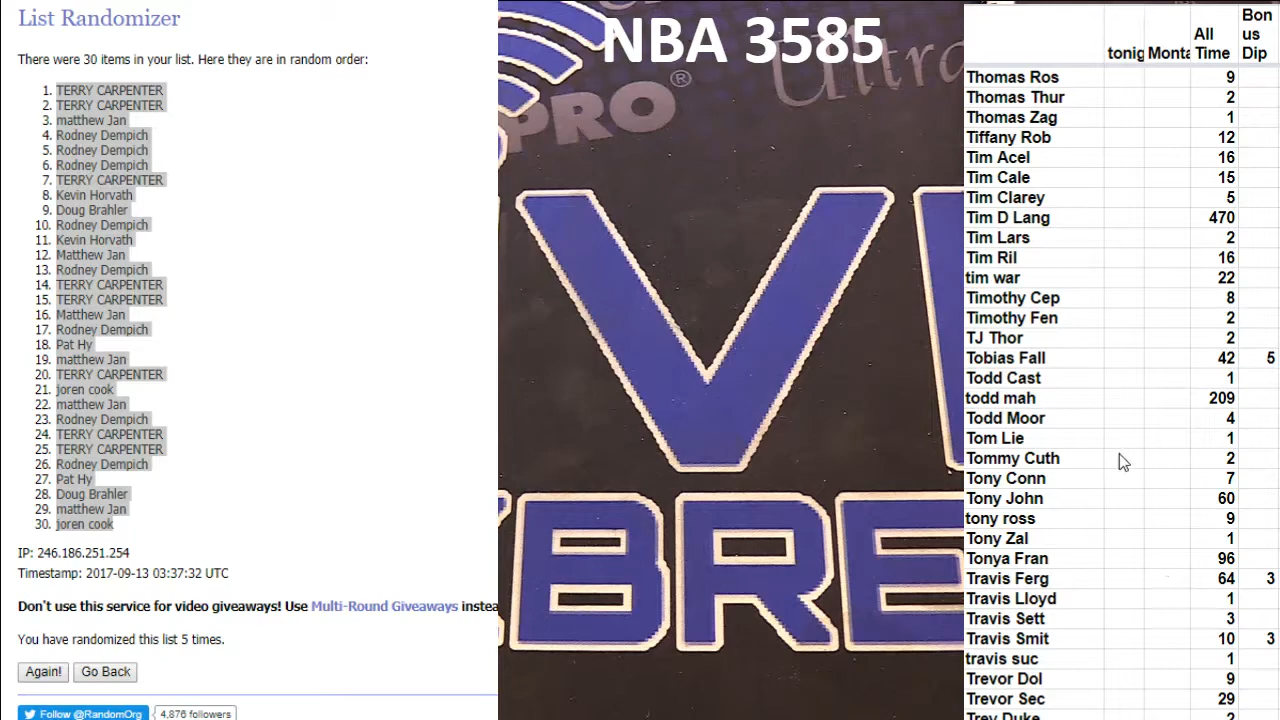 List Randomizer
There were 30 items in your list. Here they are in random order:
1. TERRY CARPENTER
2. TERRY CARPENTER
3. matthew Jan
4. Rodney Dempich
5. Rodney Dempich
6. Rodney Dempich
7. TERRY CARPENTER
8. Kevin Horvath
9. Doug Brahler
10. Rodney Dempich
11. Kevin Horvath
12. Matthew Jan
13. Rodney Dempich
14. TERRY CARPENTER
15. TERRY CARPENTER
16. Matthew Jan
17. Rodney Dempich
18. Pat Hy
19. matthew Jan
20. TERRY CARPENTER
21. joren cook
22. matthew Jan
23. Rodney Dempich
24. TERRY CARPENTER
25. TERRY CARPENTER
26. Rodney Dempich
27. Pat Hy
28. Doug Brahler
29. matthew Jan
30. joren cook
IP: 246.186.251.254
Timestamp: 2017-09-13 03:37:32 UTC
Don't use this service for video giveaways! Use Multi-Round Giveaways instea
You have randomized this list 5 times.
Again! Go Back
Follow @RandomOrg 4,876 followers
NBA 3585
Ultra
PRO®
V
BRE
tonig Monta All Time Bon us Dip
Thomas Ros 9
Thomas Thur 2
Thomas Zag 1
Tiffany Rob 12
Tim Acel 16
Tim Cale 15
Tim Clarey 5
Tim D Lang 470
Tim Lars 2
Tim Ril 16
tim war 22
Timothy Cep 8
Timothy Fen 2
TJ Thor 2
Tobias Fall 42 5
Todd Cast 1
todd mah 209
Todd Moor 4
Tom Lie 1
Tommy Cuth 2
Tony Conn 7
Tony John 60
tony ross 9
Tony Zal 1
Tonya Fran 96
Travis Ferg 64 3
Travis Lloyd 1
Travis Sett 3
Travis Smit 10 3
travis suc 1
Trevor Dol 9
Trevor Sec 29
Trey Duke 2